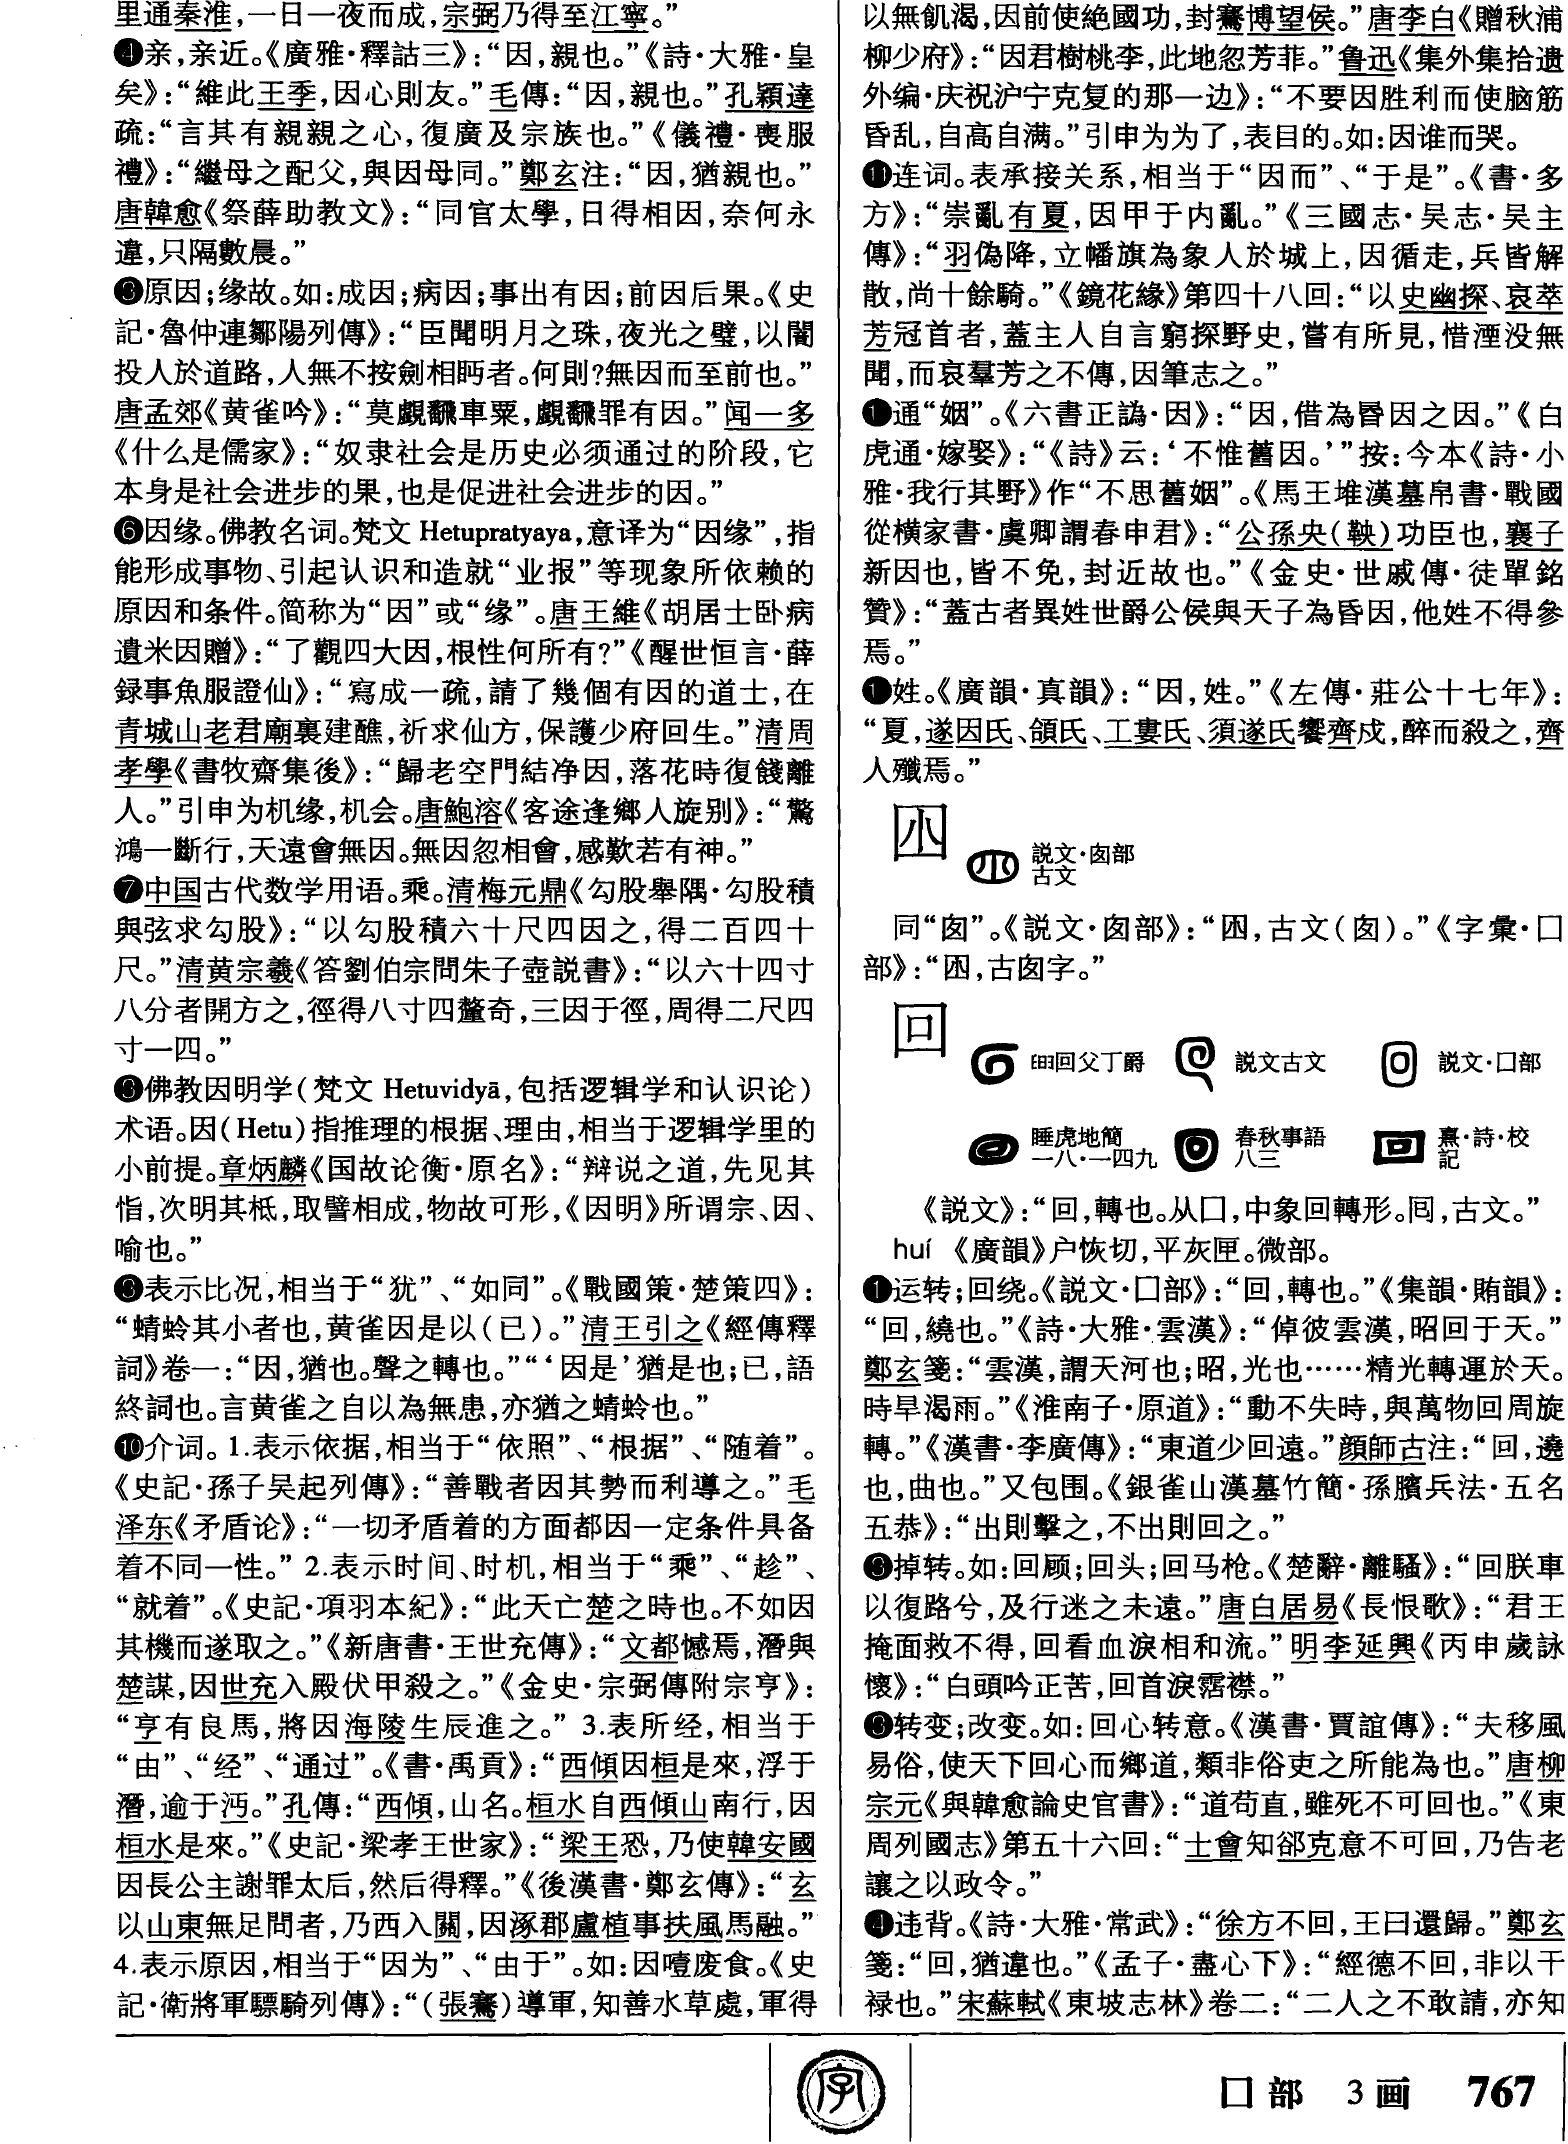 里通秦淮，一日一夜而成，宗弼乃得至江寧。”
❹亲，亲近。《廣雅·釋詁三》：“因，親也。”《詩·大雅·皇
矣》：“維此王季，因心則友。”毛傳：“因，親也。”孔穎達
疏：“言其有親親之心，復廣及宗族也。”《儀禮·喪服
禮》：“繼母之配父，與因母同。”鄭玄注：“因，猶親也。”
唐韓愈《祭薛助教文》：“同官太學，日得相因，奈何永
違，只隔數晨。”
原因；缘故。如：成因；病因；事出有因；前因后果。《史
記·魯仲連鄒陽列傳》：“臣聞明月之珠，夜光之璧，以闇
投人於道路，人無不按劍相眄者。何則？無因而至前也。”
唐孟郊《黄雀吟》：“莫覷翻車粟，覷翻罪有因。”闻一多
《什么是儒家》：“奴隶社会是历史必须通过的阶段，它
本身是社会进步的果，也是促进社会进步的因。”
❻因缘。佛教名词。梵文 Hetupratyaya，意译为“因缘”，指
能形成事物、引起认识和造就“业报”等现象所依赖的
原因和条件。简称为“因”或“缘”。唐王維《胡居士卧病
遺米因贈》：“了觀四大因，根性何所有？”《醒世恒言·薛
録事魚服證仙》：“寫成一疏，請了幾個有因的道士，在
青城山老君廟裏建醮，祈求仙方，保護少府回生。”清周
孝學《書牧齋集後》：“歸老空門結净因，落花時復餞離
人。”引申为机缘，机会。唐鮑溶《客途逢鄉人旋别》：“驚
鴻一斷行，天遠會無因。無因忽相會，感歎若有神。”
❼中国古代数学用语。乘。清梅元鼎《勾股舉隅·勾股積
與弦求勾股》：“以勾股積六十尺四因之，得二百四十
尺。”清黄宗羲《答劉伯宗問朱子壺説書》：“以六十四寸
八分者開方之，徑得八寸四釐奇，三因于徑，周得二尺四
寸一四。”
佛教因明学（梵文 Hetuvidyā，包括逻辑学和认识论）
术语。因（Hetu）指推理的根据、理由，相当于逻辑学里的
小前提。章炳麟《国故论衡·原名》：“辩说之道，先见其
恉，次明其柢，取譬相成，物故可形，《因明》所谓宗、因、
喻也。”
表示比况，相当于“犹”、“如同”。《戰國策·楚策四》：
“蜻蛉其小者也，黄雀因是以（已）。”清王引之《經傳釋
詞》卷一：“因，猶也。聲之轉也。”“‘因是’猶是也；已，語
終詞也。言黄雀之自以為無患，亦猶之蜻蛉也。”
❿介词。1.表示依据，相当于“依照”、“根据”、“随着”。
《史記·孫子吴起列傳》：“善戰者因其勢而利導之。”毛
泽东《矛盾论》：“一切矛盾着的方面都因一定条件具备
着不同一性。”2.表示时间、时机，相当于“乘”、“趁”、
“就着”。《史記·項羽本紀》：“此天亡楚之時也。不如因
其機而遂取之。”《新唐書·王世充傳》：“文都憾焉，潛與
楚謀，因世充入殿伏甲殺之。”《金史·宗弼傳附宗亨》：
“亨有良馬，將因海陵生辰進之。”3.表所经，相当于
“由”、“经”、“通过”。《書·禹貢》：“西傾因桓是來，浮于
潛，逾于沔。”孔傳：“西傾，山名。桓水自西傾山南行，因
桓水是來。”《史記·梁孝王世家》：“梁王恐，乃使韓安國
因長公主謝罪太后，然后得釋。”《後漢書·鄭玄傳》：“玄
以山東無足問者，乃西入關，因涿郡盧植事扶風馬融。”
4.表示原因，相当于“因为”、“由于”。如：因噎废食。《史
記·衛將軍驃騎列傳》：“（張騫）導軍，知善水草處，軍得
以無飢渴，因前使絶國功，封騫博望侯。”唐李白《贈秋浦
柳少府》：“因君樹桃李，此地忽芳菲。”鲁迅《集外集拾遗
外编·庆祝沪宁克复的那一边》：“不要因胜利而使脑筋
昏乱，自高自满。”引申为为了，表目的。如：因谁而哭。
⓫连词。表承接关系，相当于“因而”、“于是”。《書·多
方》：“崇亂有夏，因甲于内亂。”《三國志·吴志·吴主
傳》：“羽偽降，立幡旗為象人於城上，因循走，兵皆解
散，尚十餘騎。”《鏡花緣》第四十八回：“以史幽探、哀萃
芳冠首者，蓋主人自言窮探野史，嘗有所見，惜湮没無
聞，而哀羣芳之不傳，因筆志之。”
通“姻”。《六書正譌·因》：“因，借為昏因之因。”《白
虎通·嫁娶》：“《詩》云：‘不惟舊因。’”按：今本《詩·小
雅·我行其野》作“不思舊姻”。《馬王堆漢墓帛書·戰國
從横家書·虞卿謂春申君》：“公孫央（鞅）功臣也，襄子
新因也，皆不免，封近故也。”《金史·世戚傳·徒單銘
贊》：“蓋古者異姓世爵公侯與天子為昏因，他姓不得參
焉。”
姓。《廣韻·真韻》：“因，姓。”《左傳·莊公十七年》：
“夏，遂因氏、頜氏、工婁氏、須遂氏饗齊戍，醉而殺之，齊
人殲焉。”
説文·囱部
古文
同“囱”。《説文·囱部》：“囦，古文（囱）。”《字彙·囗
部》：“囦，古囱字。”
回
回父丁爵 説文古文 説文·囗部
睡虎地簡
一八·一四九 春秋事語
八三 熹·詩·校
記
《説文》：“回，轉也。从囗，中象回轉形。囘，古文。”
huí 《廣韻》户恢切，平灰匣。微部。
❶运转；回绕。《説文·囗部》：“回，轉也。”《集韻·賄韻》：
“回，繞也。”《詩·大雅·雲漢》：“倬彼雲漢，昭回于天。”
鄭玄箋：“雲漢，謂天河也；昭，光也……精光轉運於天。
時旱渴雨。”《淮南子·原道》：“動不失時，與萬物回周旋
轉。”《漢書·李廣傳》：“東道少回遠。”顔師古注：“回，遶
也，曲也。”又包围。《銀雀山漢墓竹簡·孫臏兵法·五名
五恭》：“出則擊之，不出則回之。”
掉转。如：回顾；回头；回马枪。《楚辭·離騷》：“回朕車
以復路兮，及行迷之未遠。”唐白居易《長恨歌》：“君王
掩面救不得，回看血淚相和流。”明李延興《丙申歲詠
懷》：“白頭吟正苦，回首淚霑襟。”
转变；改变。如：回心转意。《漢書·賈誼傳》：“夫移風
易俗，使天下回心而鄉道，類非俗吏之所能為也。”唐柳
宗元《與韓愈論史官書》：“道苟直，雖死不可回也。”《東
周列國志》第五十六回：“士會知郤克意不可回，乃告老
讓之以政令。”
❹违背。《詩·大雅·常武》：“徐方不回，王曰還歸。”鄭玄
箋：“回，猶違也。”《孟子·盡心下》：“經德不回，非以干
禄也。”宋蘇軾《東坡志林》卷二：“二人之不敢請，亦知
字
囗部 3画 767